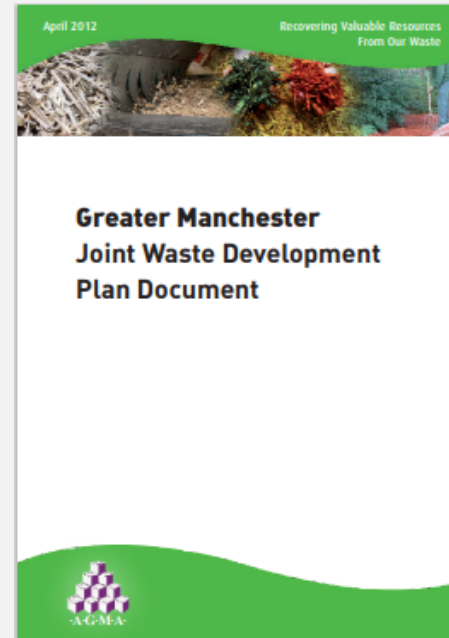 April 2012
Recovering Valuable Resources
From Our Waste
Greater Manchester
Joint Waste Development
Plan Document
·A·G·M·A·